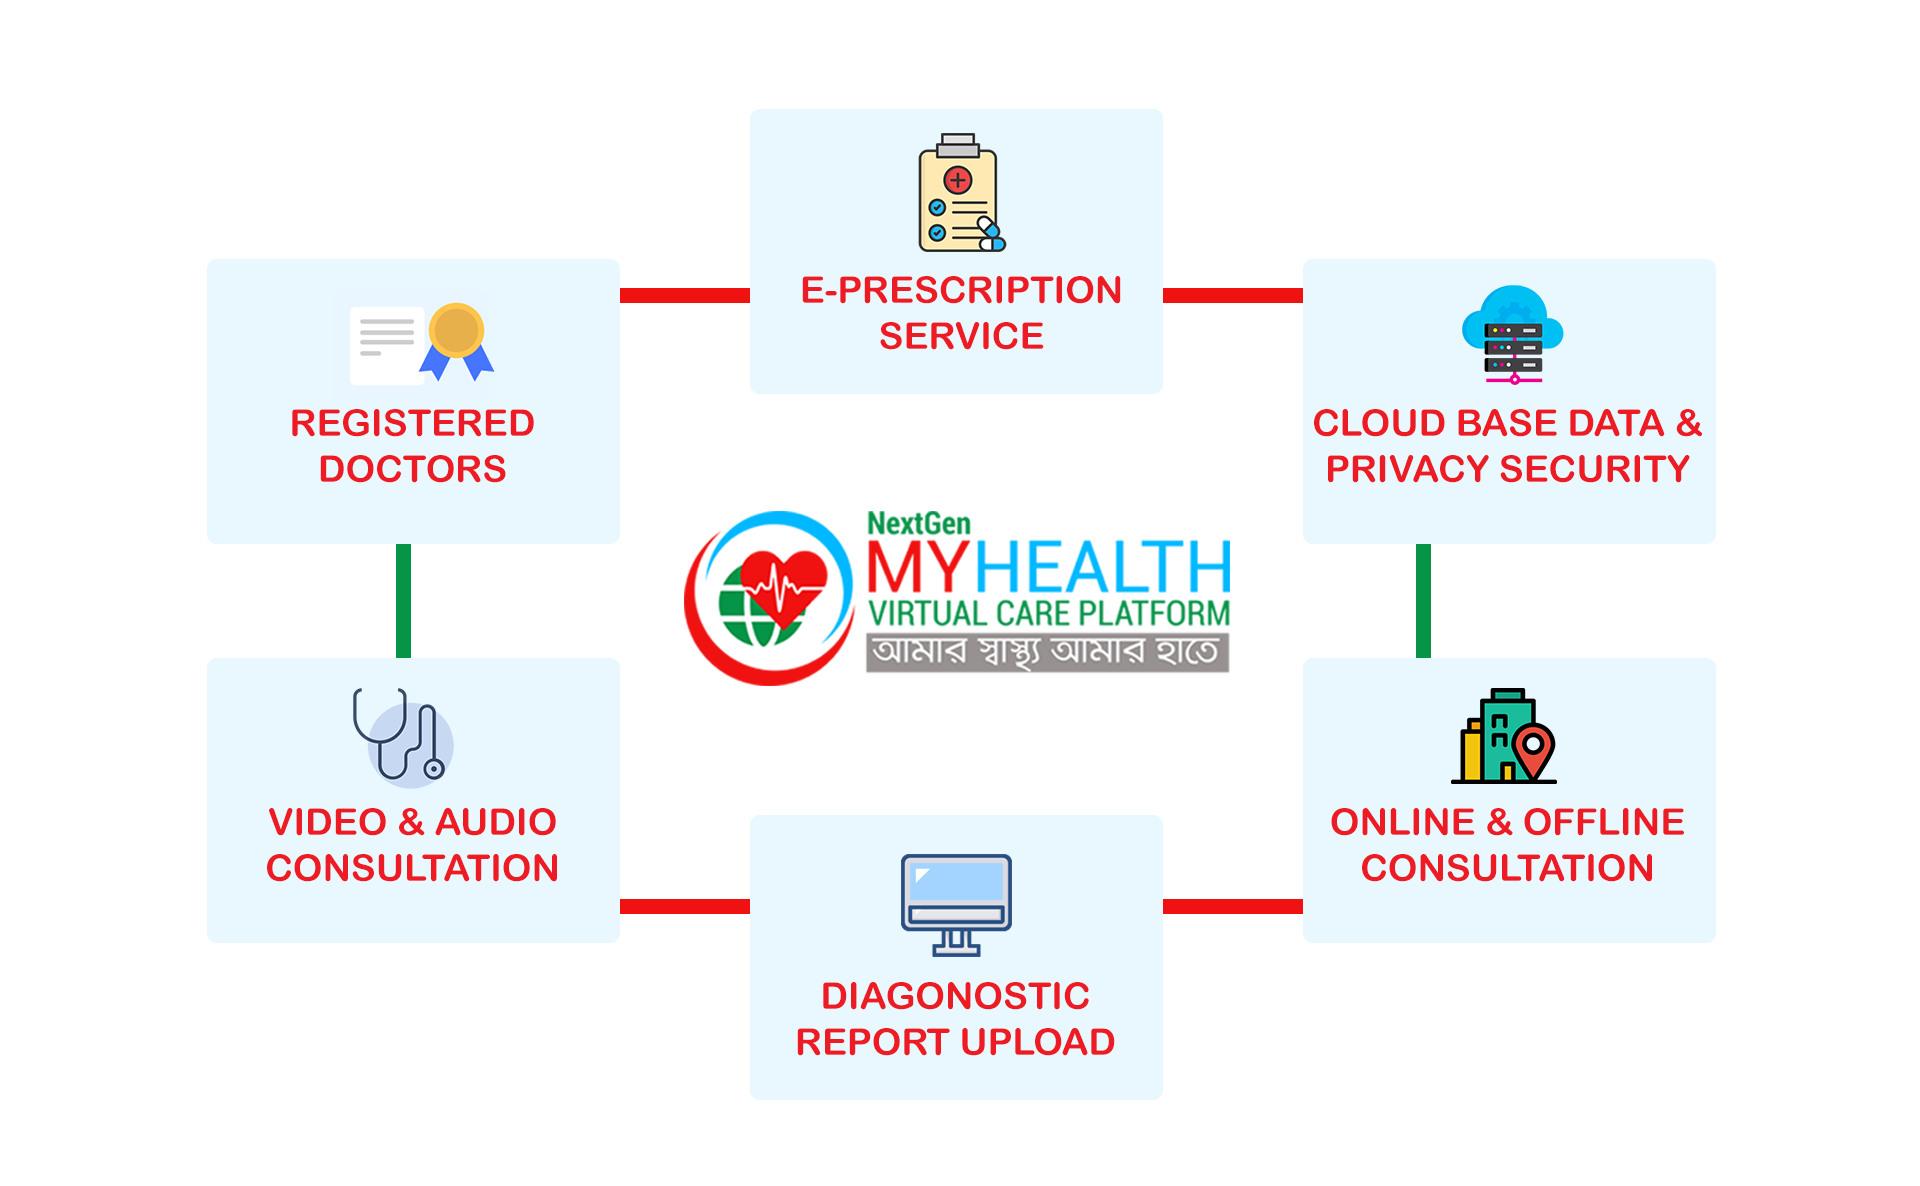 E-PRESCRIPTION
SERVICE
REGISTERED
DOCTORS
CLOUD BASE DATA &
PRIVACY SECURITY
NextGen
MYHEALTH
VIRTUAL CARE PLATFORM
আমার স্বাস্থ্য আমার হাতে
VIDEO & AUDIO
CONSULTATION
ONLINE & OFFLINE
CONSULTATION
DIAGONOSTIC
REPORT UPLOAD